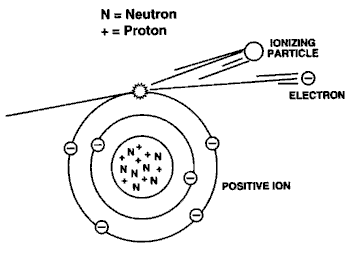 N = Neutron
+ = Proton
IONIZING
PARTICLE
−
ELECTRON
−
−
−
N +
+ + N
+
N N +
N
+ + N
N
−
POSITIVE ION
−
−